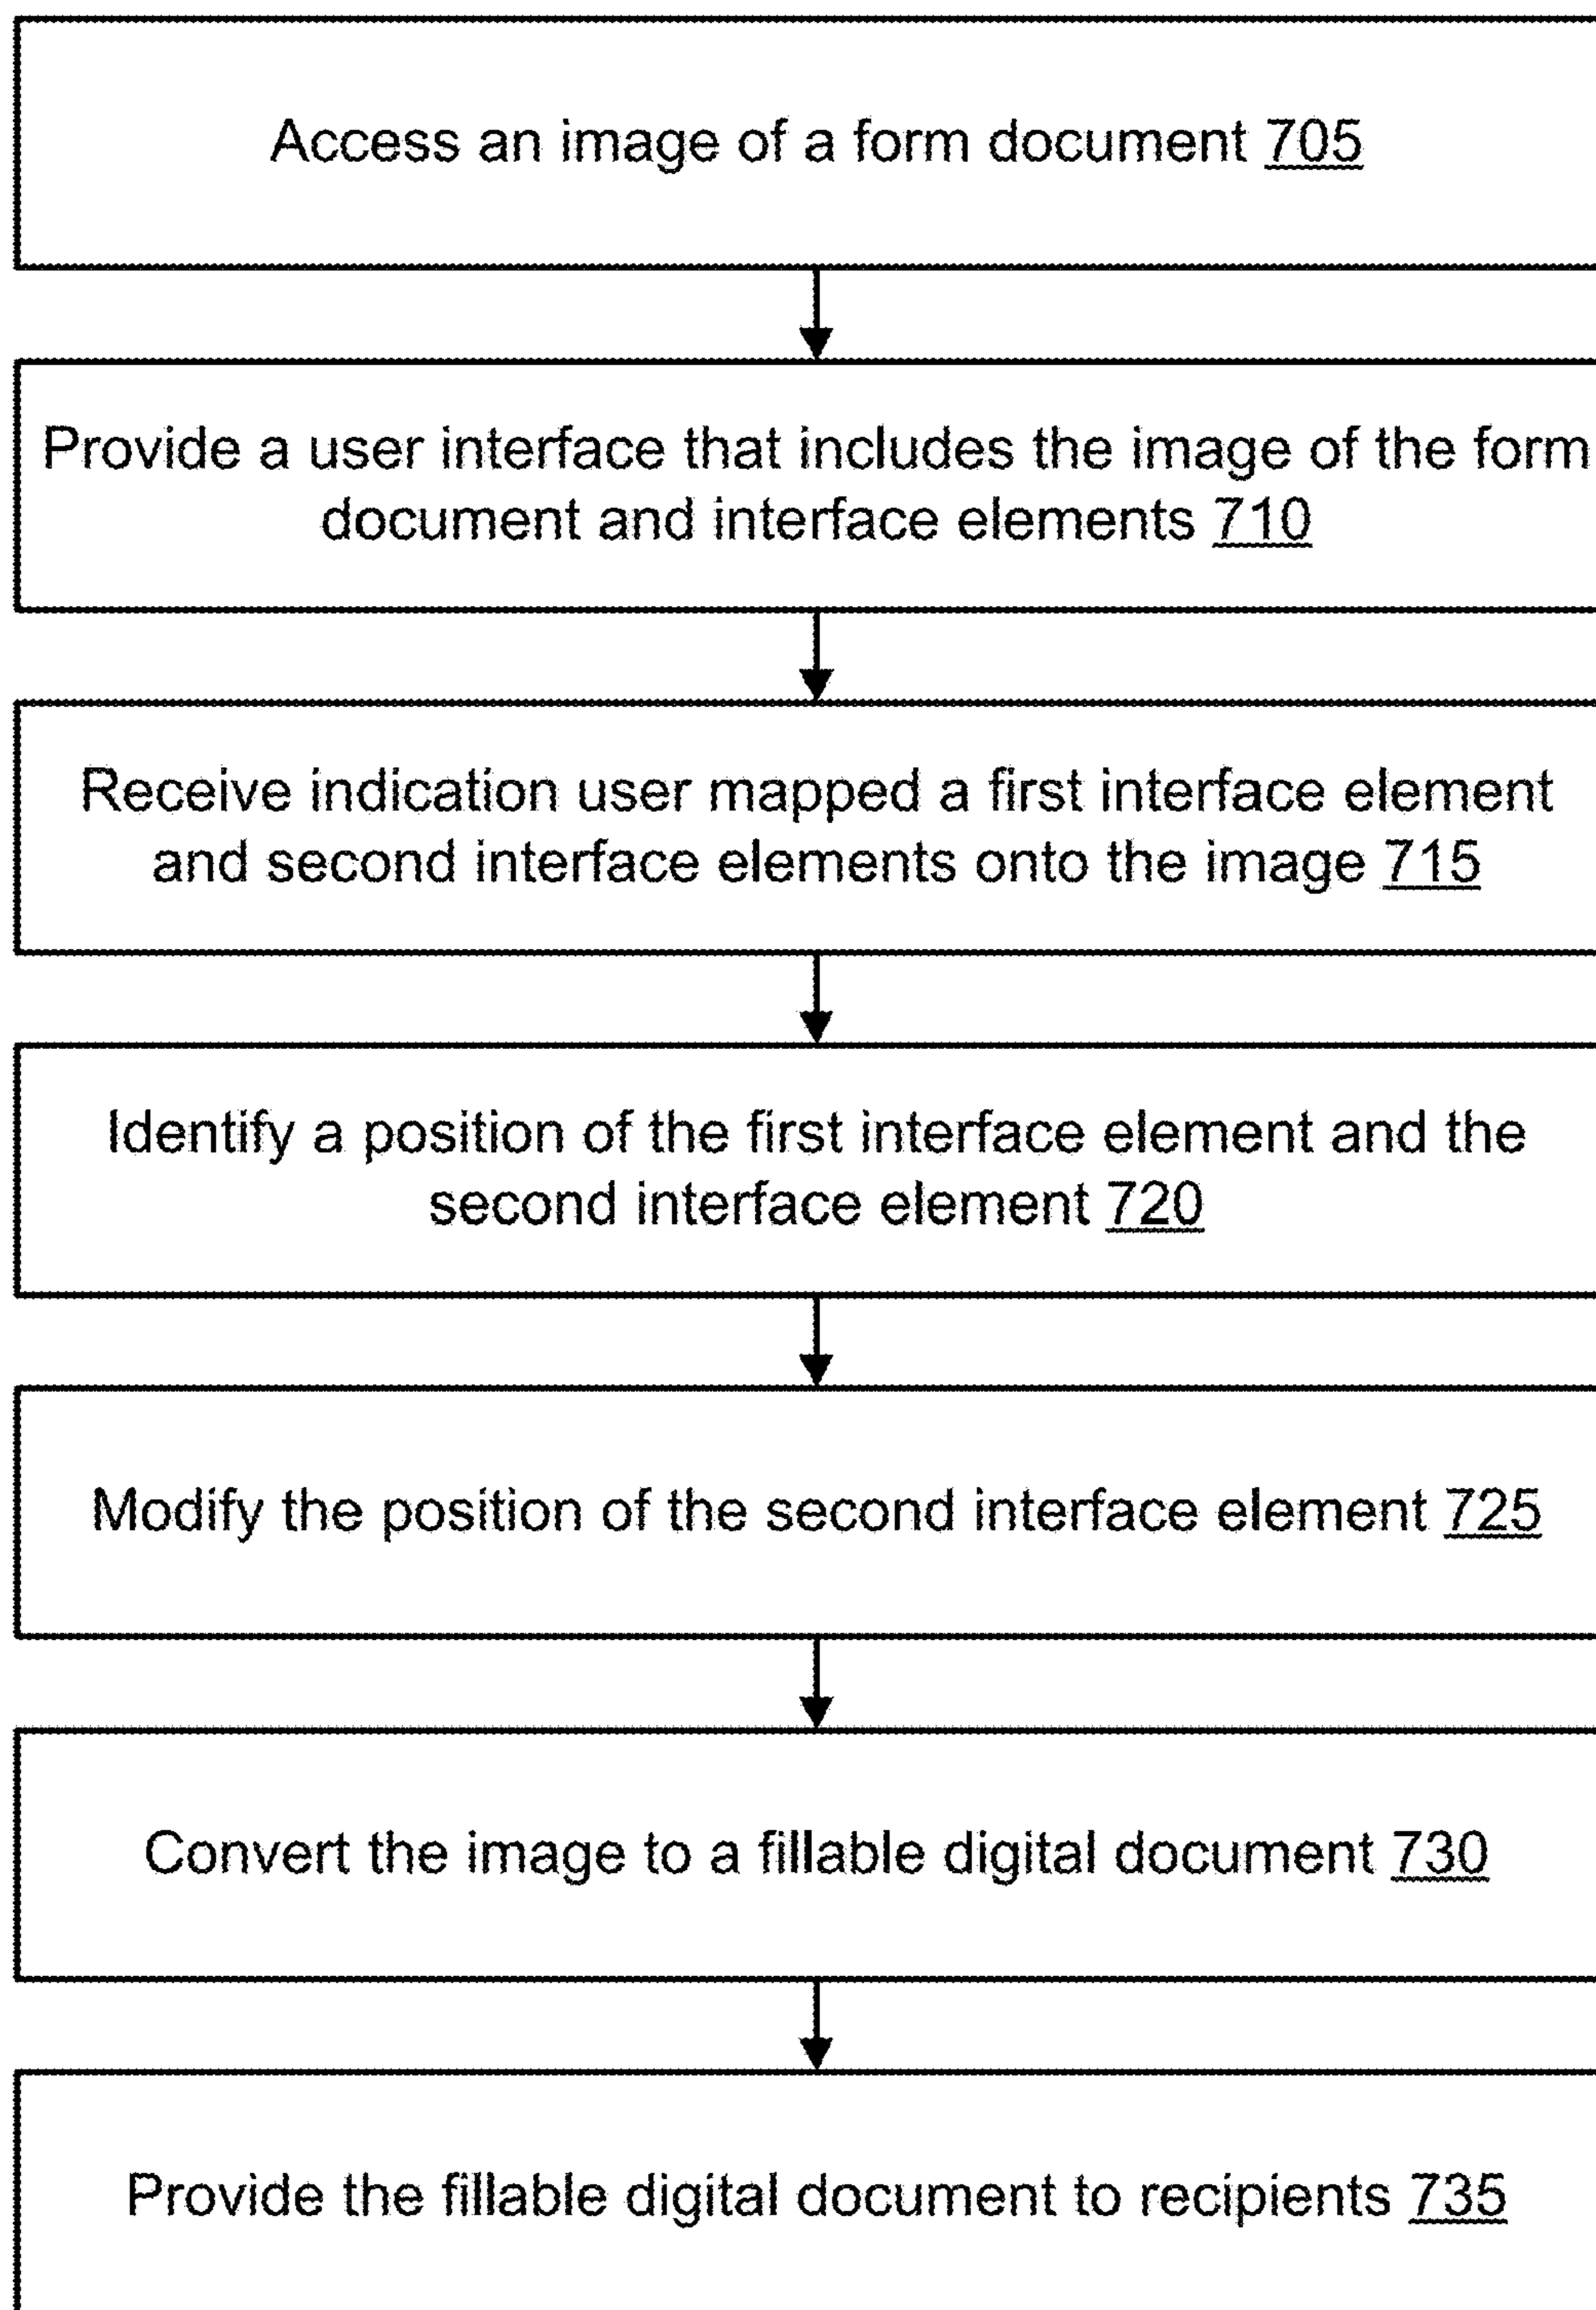 Access an image of a form document 705
Provide a user interface that includes the image of the form
document and interface elements 710
Receive indication user mapped a first interface element
and second interface elements onto the image 715
Identify a position of the first interface element and the
second interface element 720
Modify the position of the second interface element 725
Convert the image to a fillable digital document 730
Provide the fillable digital document to recipients 735